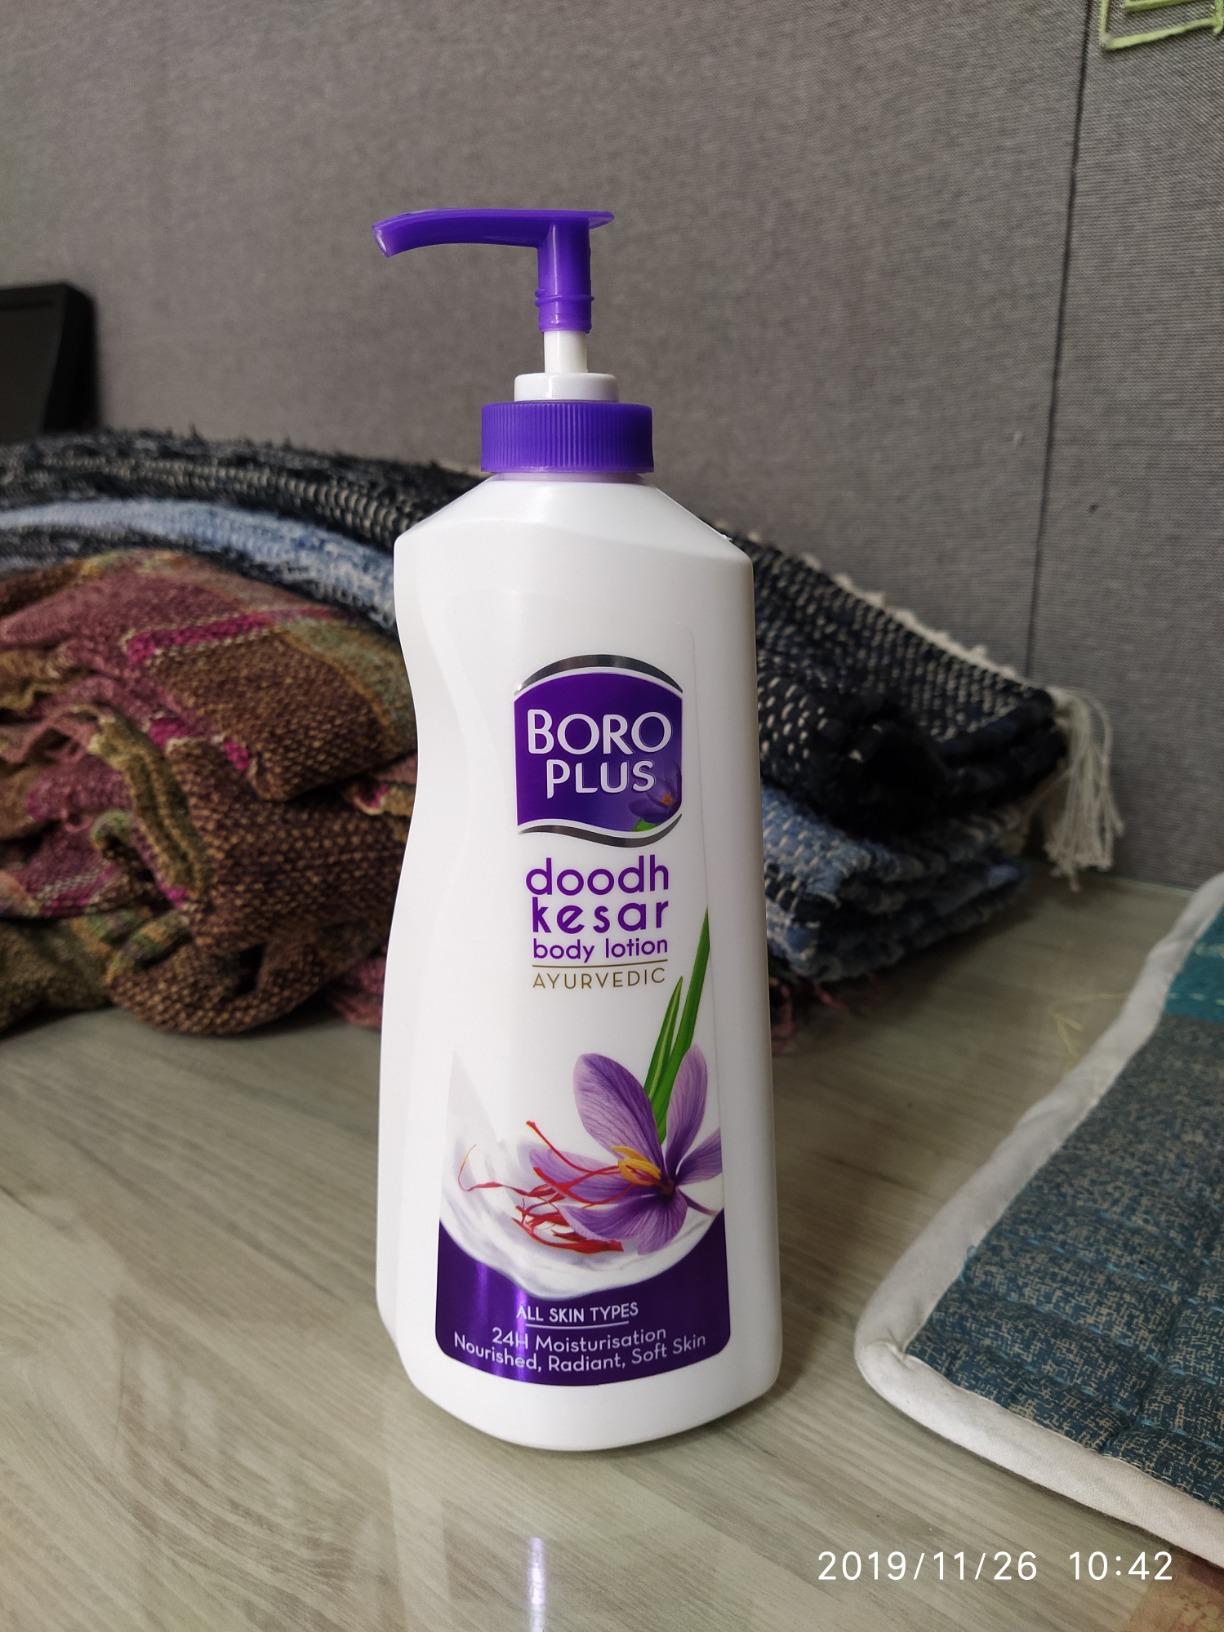 BORO
PLUS
doodh
kesar
body lotion
AYURVEDIC
ALL SKIN TYPES
24H Moisturisation
Nourished, Radiant, Soft Skin
2019/11/26 10:42